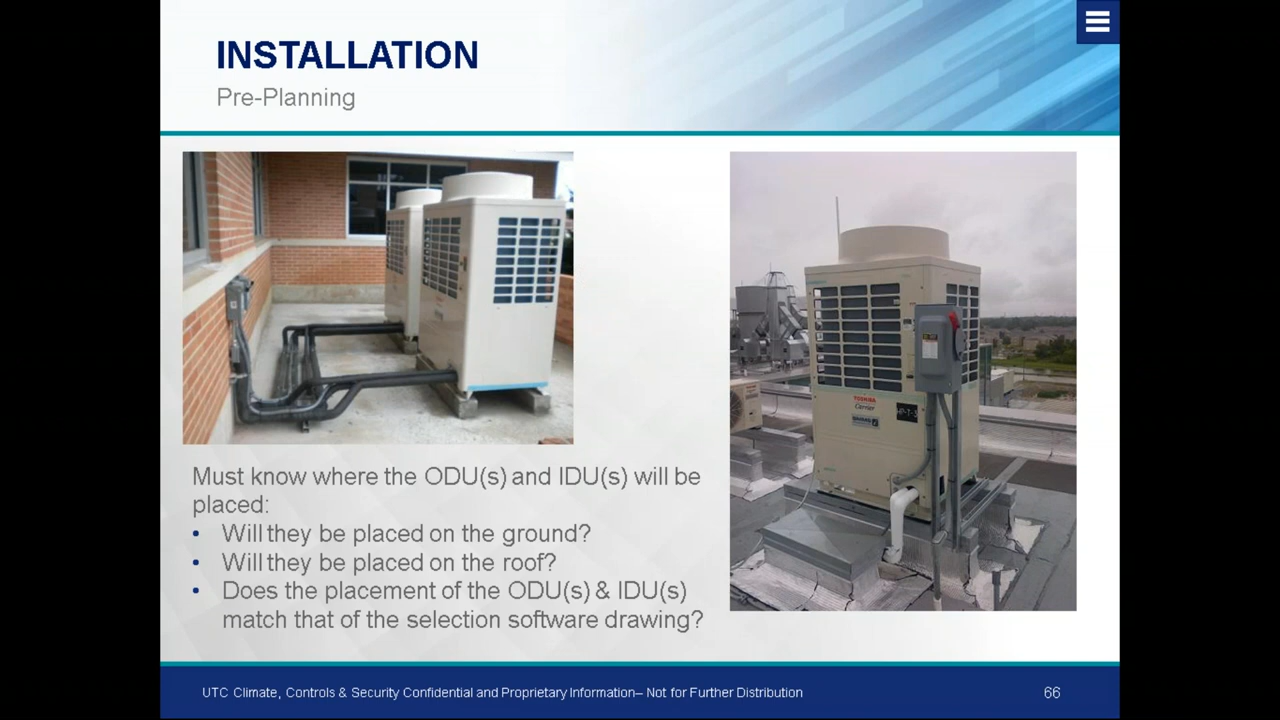 INSTALLATION
Pre-Planning
Must know where the ODU(s) and IDU(s) will be
placed:
• Will they be placed on the ground?
• Will they be placed on the roof?
• Does the placement of the ODU(s) & IDU(s)
match that of the selection software drawing?
TOSHIBA
Carrier
UTC Climate, Controls & Security Confidential and Proprietary Information– Not for Further Distribution
66